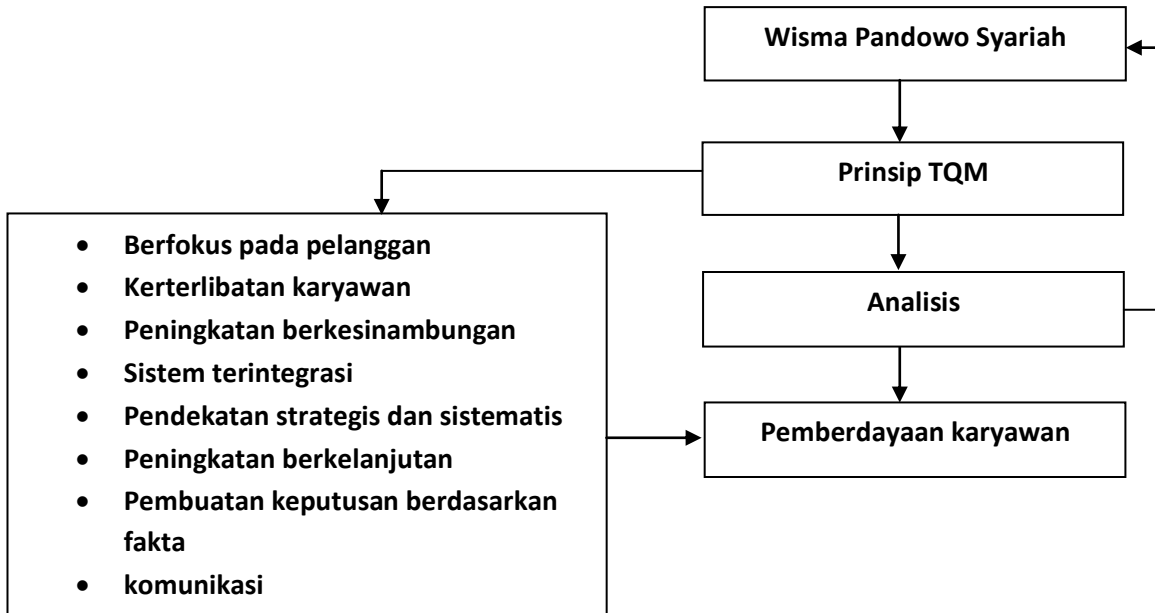 Wisma Pandowo Syariah
Prinsip TQM
• Berfokus pada pelanggan
• Kerterlibatan karyawan
• Peningkatan berkesinambungan
• Sistem terintegrasi
• Pendekatan strategis dan sistematis
• Peningkatan berkelanjutan
• Pembuatan keputusan berdasarkan
fakta
• komunikasi
Analisis
Pemberdayaan karyawan